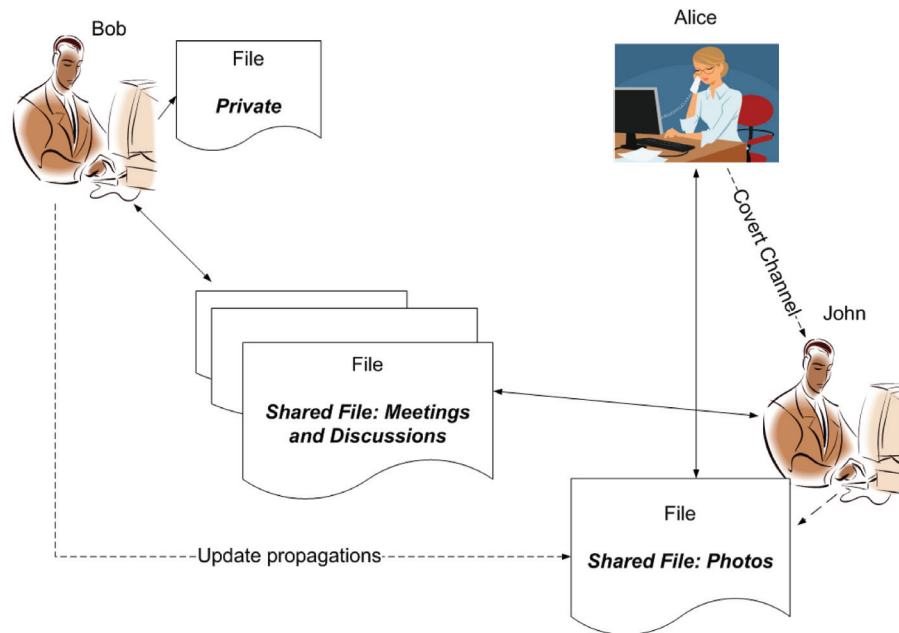 Bob
Alice
File
Private
Covert Channel
John
File
Shared File: Meetings
and Discussions
File
Shared File: Photos
Update propagations